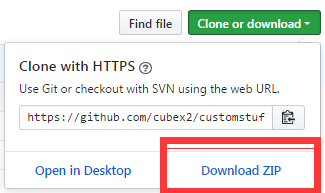 Find file
Clone or download
Clone with HTTPS
Use Git or checkout with SVN using the web URL.
https://github.com/cubex2/customstuf
Open in Desktop
Download ZIP